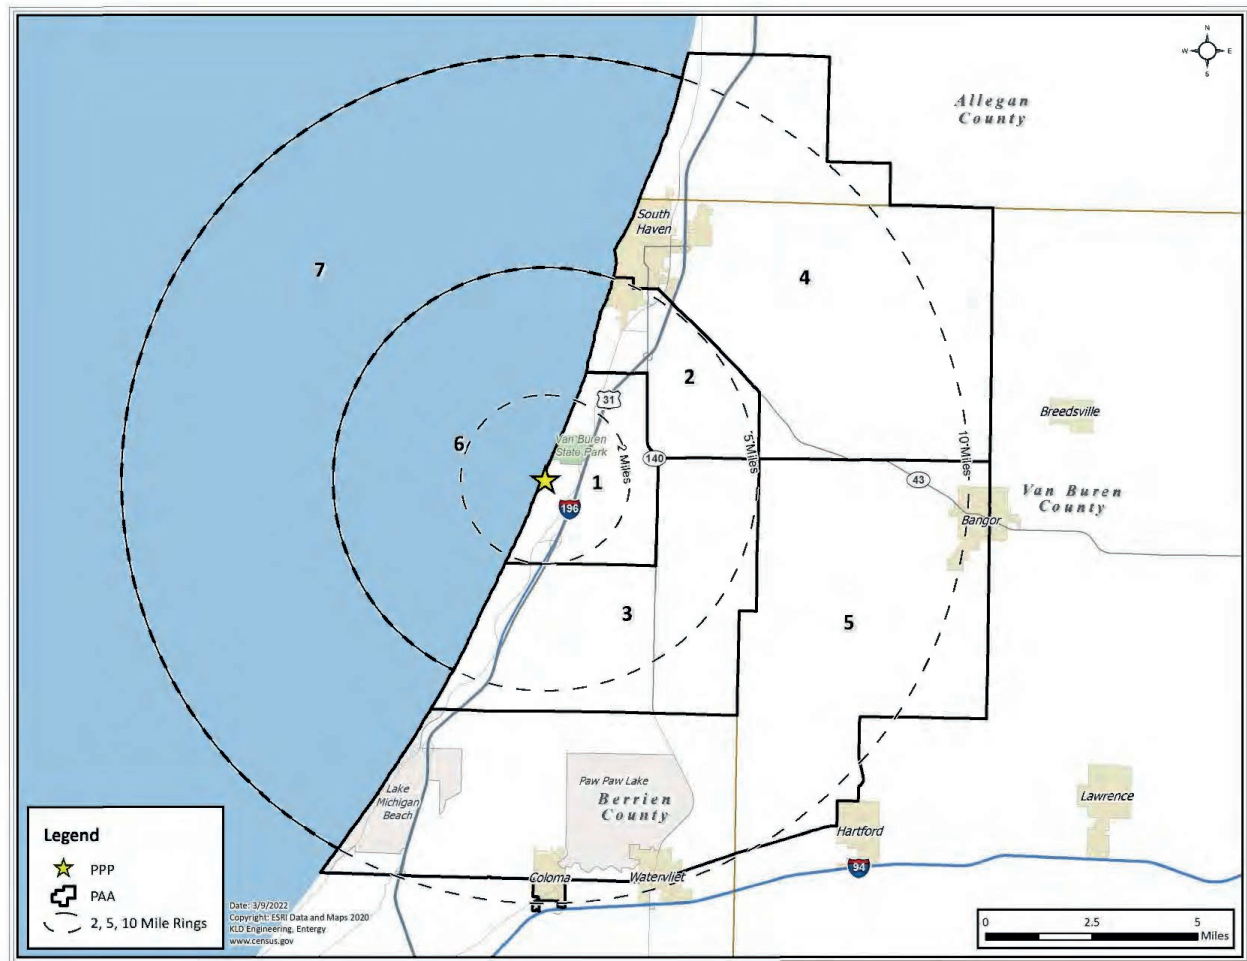 N
W E
S
Allegan
County
South
Haven
7
4
2
31
Breedsville
6
Van Buren
State Park
2 Miles
140
5 Miles
10 Miles
1
43
Van Buren
County
196
Bangor
3
5
Lake
Michigan
Beach
Paw Paw Lake
Berrien
County
Lawrence
Hartford
94
Coloma
Watervliet
Legend
PPP
PAA
2, 5, 10 Mile Rings
Date: 3/9/2022
Copyright: ESRI Data and Maps 2020
KLD Engineering, Entergy
www.census.gov
0 2.5 5
Miles